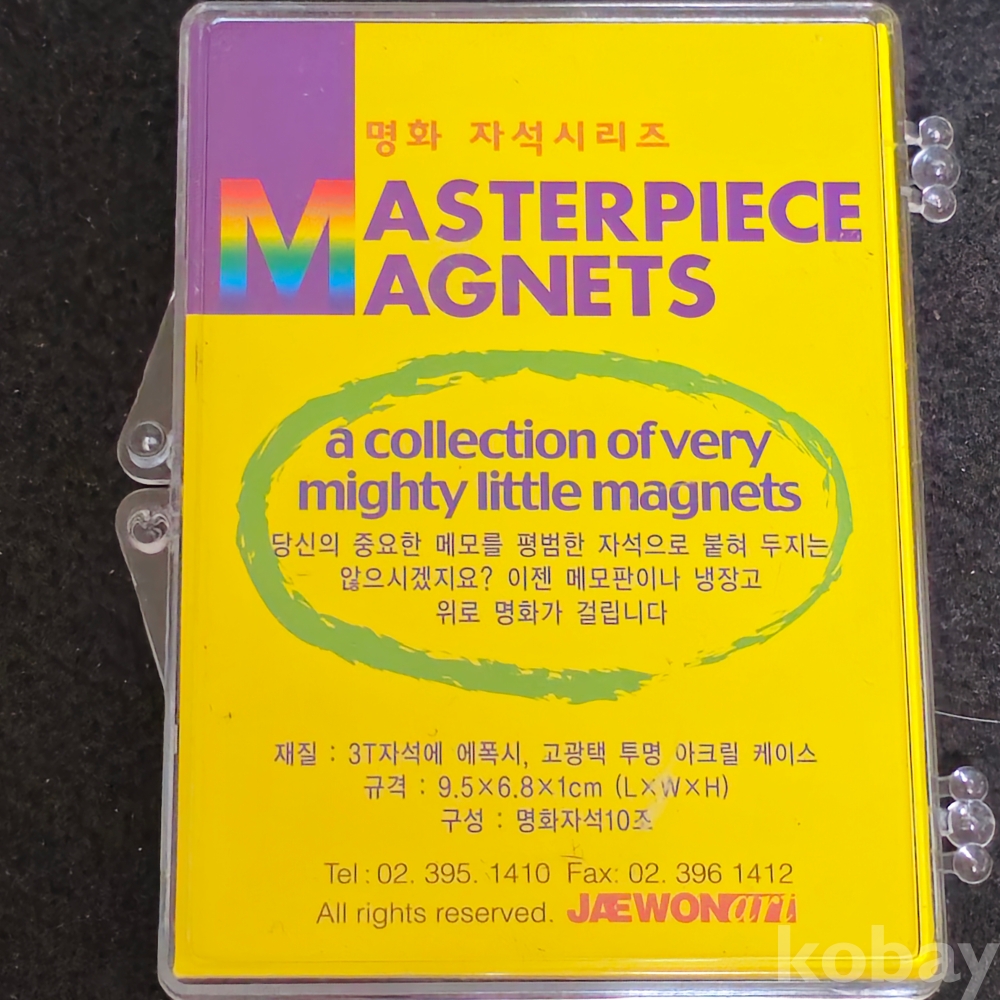 명화 자석시리즈
MASTERPIECE
MAGNETS
a collection of very
mighty little magnets
당신의 중요한 메모를 평범한 자석으로 붙혀 두지는
않으시겠지요? 이젠 메모판이나 냉장고
위로 명화가 걸립니다
재질 : 3T자석에 에폭시, 고광택 투명 아크릴 케이스
규격 : 9.5×6.8×1cm (L×W×H)
구성 : 명화자석10조
Tel : 02. 395. 1410 Fax: 02. 396 1412
All rights reserved. JAEWONart
kobay